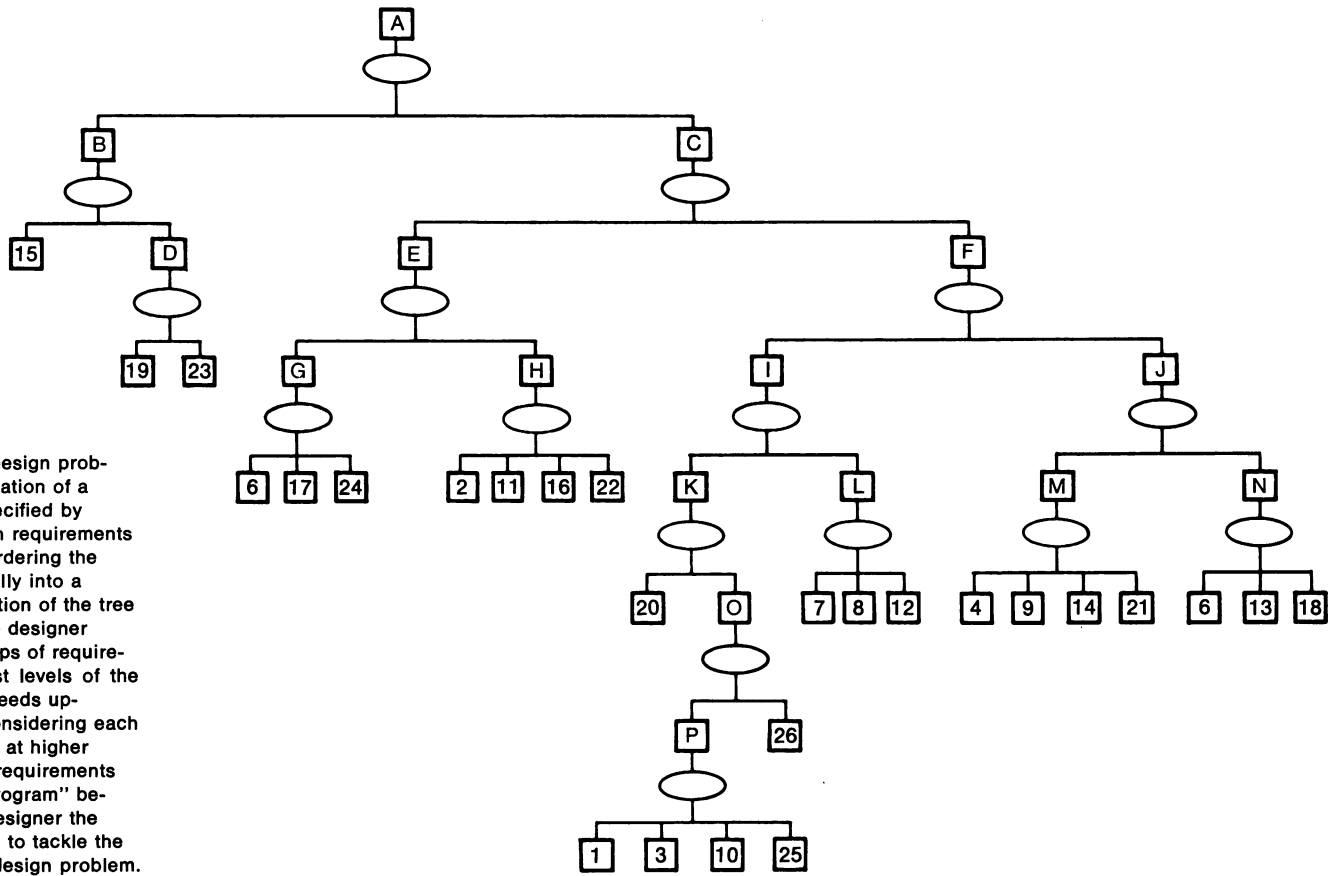 A
B C
15 D E F
19 23 G H I J
6 17 24 2 11 16 22 K L M N
20 O 7 8 12 4 9 14 21 6 13 18
P 26
1 3 10 25
esign prob-
ation of a
ecified by
n requirements
rdering the
lly into a
tion of the tree
designer
ps of require-
st levels of the
eeds up-
onsidering each
at higher
requirements
rogram" be-
esigner the
to tackle the
design problem.